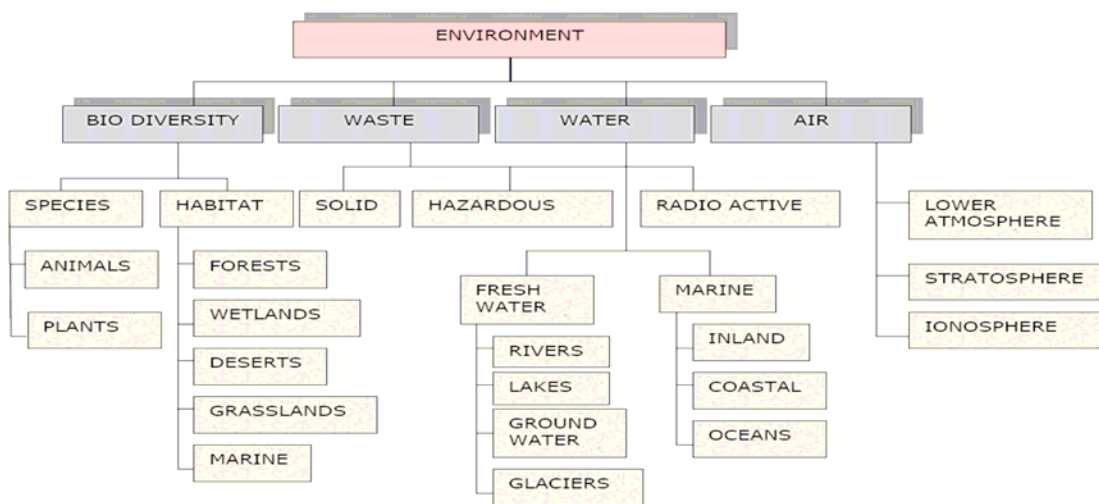 ENVIRONMENT
BIO DIVERSITY
WASTE
WATER
AIR
SPECIES
HABITAT
SOLID
HAZARDOUS
RADIO ACTIVE
LOWER
ATMOSPHERE
ANIMALS
FORESTS
FRESH
WATER
MARINE
STRATOSPHERE
PLANTS
WETLANDS
IONOSPHERE
RIVERS
INLAND
DESERTS
LAKES
COASTAL
GRASSLANDS
GROUND
WATER
OCEANS
MARINE
GLACIERS